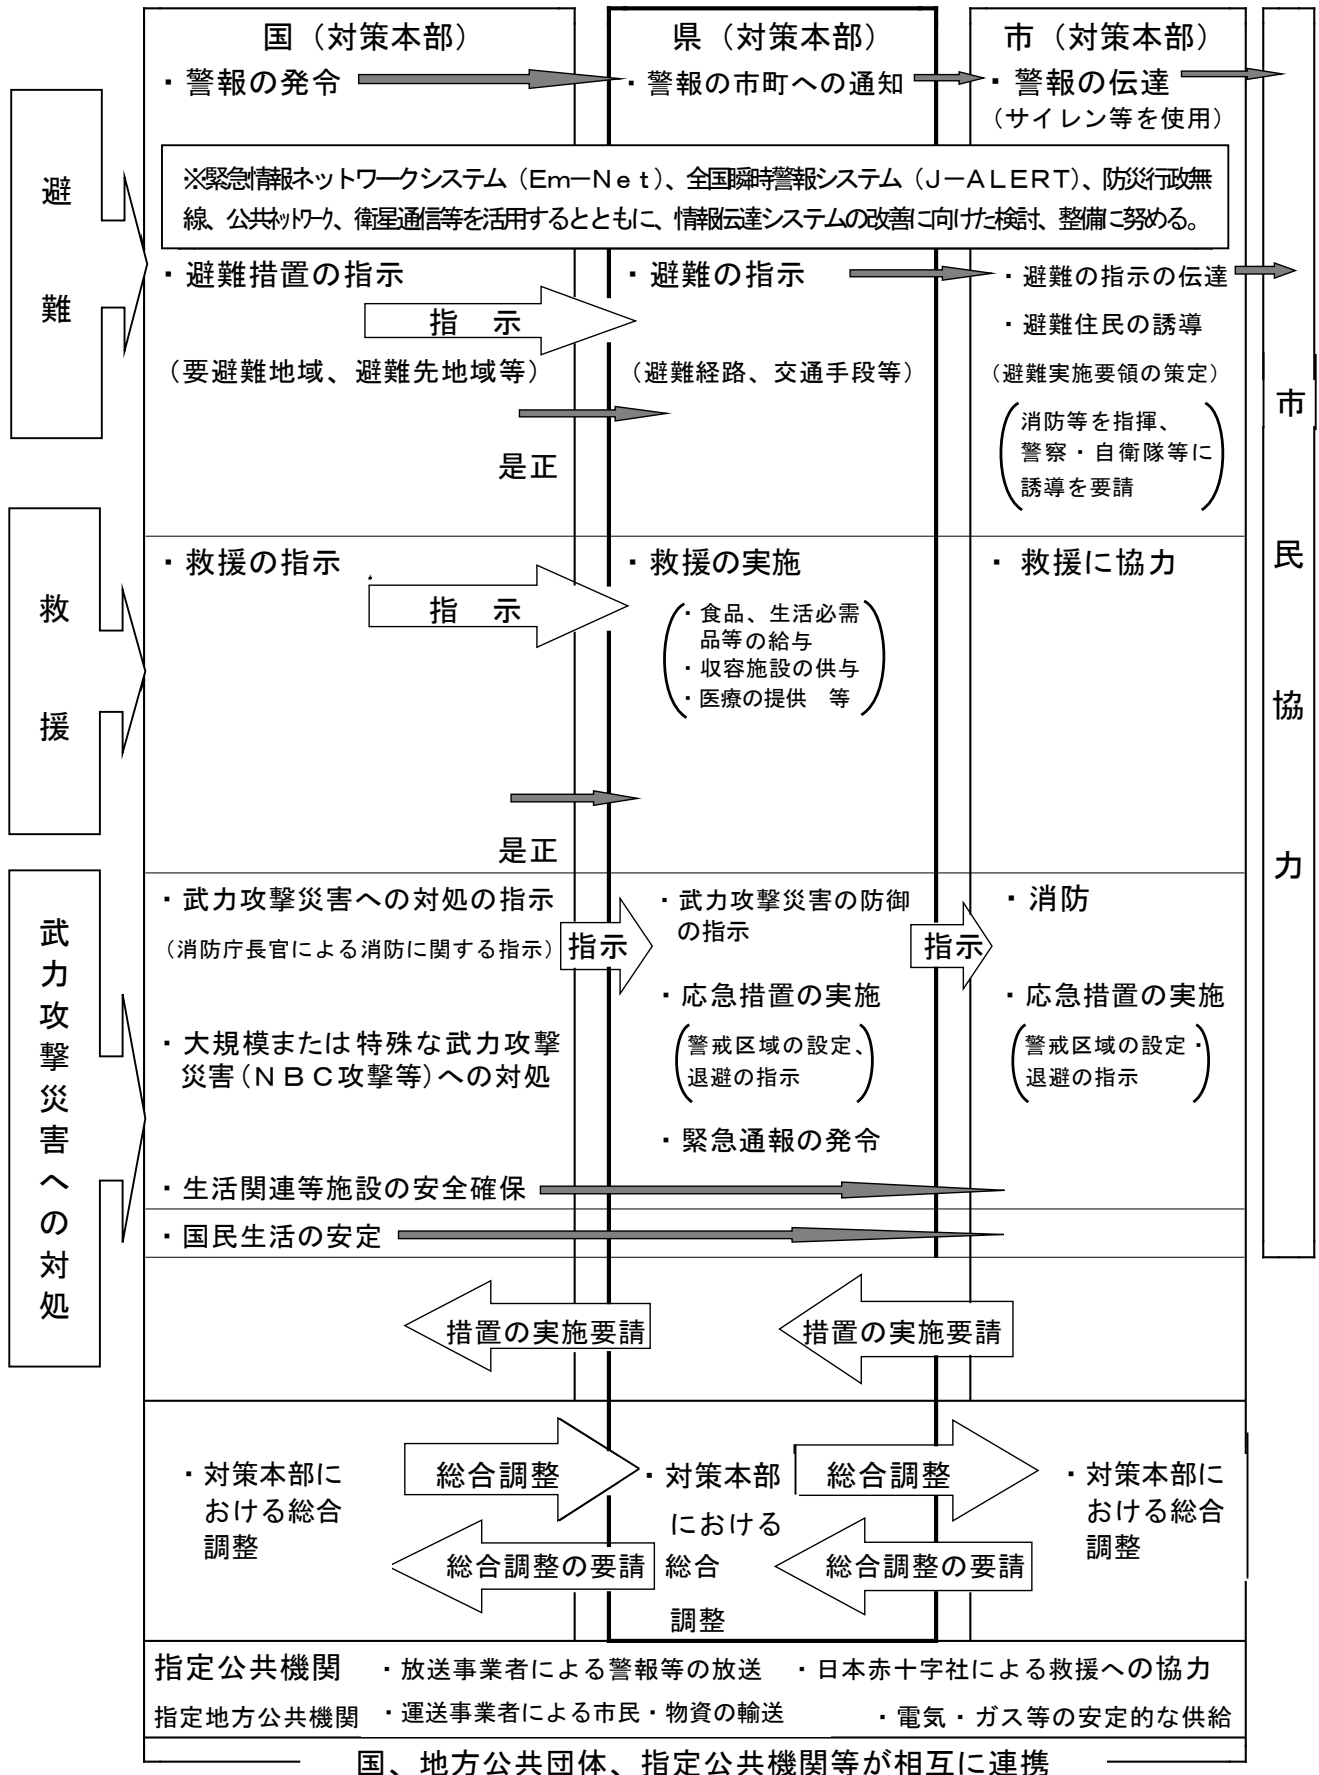 国（対策本部）
県（対策本部）
市（対策本部）
・警報の発令
・警報の市町への通知
・警報の伝達
（サイレン等を使用）
※緊急情報ネットワークシステム（Em－Ｎｅｔ）、全国瞬時警報システム（J－ALERT）、防災行政無
線、公共ネットワーク、衛星通信等を活用するとともに、情報伝達システムの改善に向けた検討、整備に努める。
避
難
・避難措置の指示
指　示
（要避難地域、避難先地域等）
是正
・避難の指示
（避難経路、交通手段等）
・避難の指示の伝達
・避難住民の誘導
（避難実施要領の策定）
消防等を指揮、
警察・自衛隊等に
誘導を要請
救
援
・救援の指示
指　示
是正
・救援の実施
・食品、生活必需
品等の給与
・収容施設の供与
・医療の提供　等
・救援に協力
武
力
攻
撃
災
害
へ
の
対
処
・武力攻撃災害への対処の指示
（消防庁長官による消防に関する指示）
指示
・大規模または特殊な武力攻撃
災害（ＮＢＣ攻撃等）への対処
・武力攻撃災害の防御
の指示
指示
・応急措置の実施
警戒区域の設定、
退避の指示
・緊急通報の発令
・消防
・応急措置の実施
警戒区域の設定・
退避の指示
・生活関連等施設の安全確保
・国民生活の安定
市
民
協
力
措置の実施要請
措置の実施要請
・対策本部に
おける総合
調整
総合調整
総合調整の要請
・対策本部
における
総合
調整
総合調整
総合調整の要請
・対策本部に
おける総合
調整
指定公共機関
・放送事業者による警報等の放送
・日本赤十字社による救援への協力
指定地方公共機関
・運送事業者による市民・物資の輸送
・電気・ガス等の安定的な供給
国、地方公共団体、指定公共機関等が相互に連携